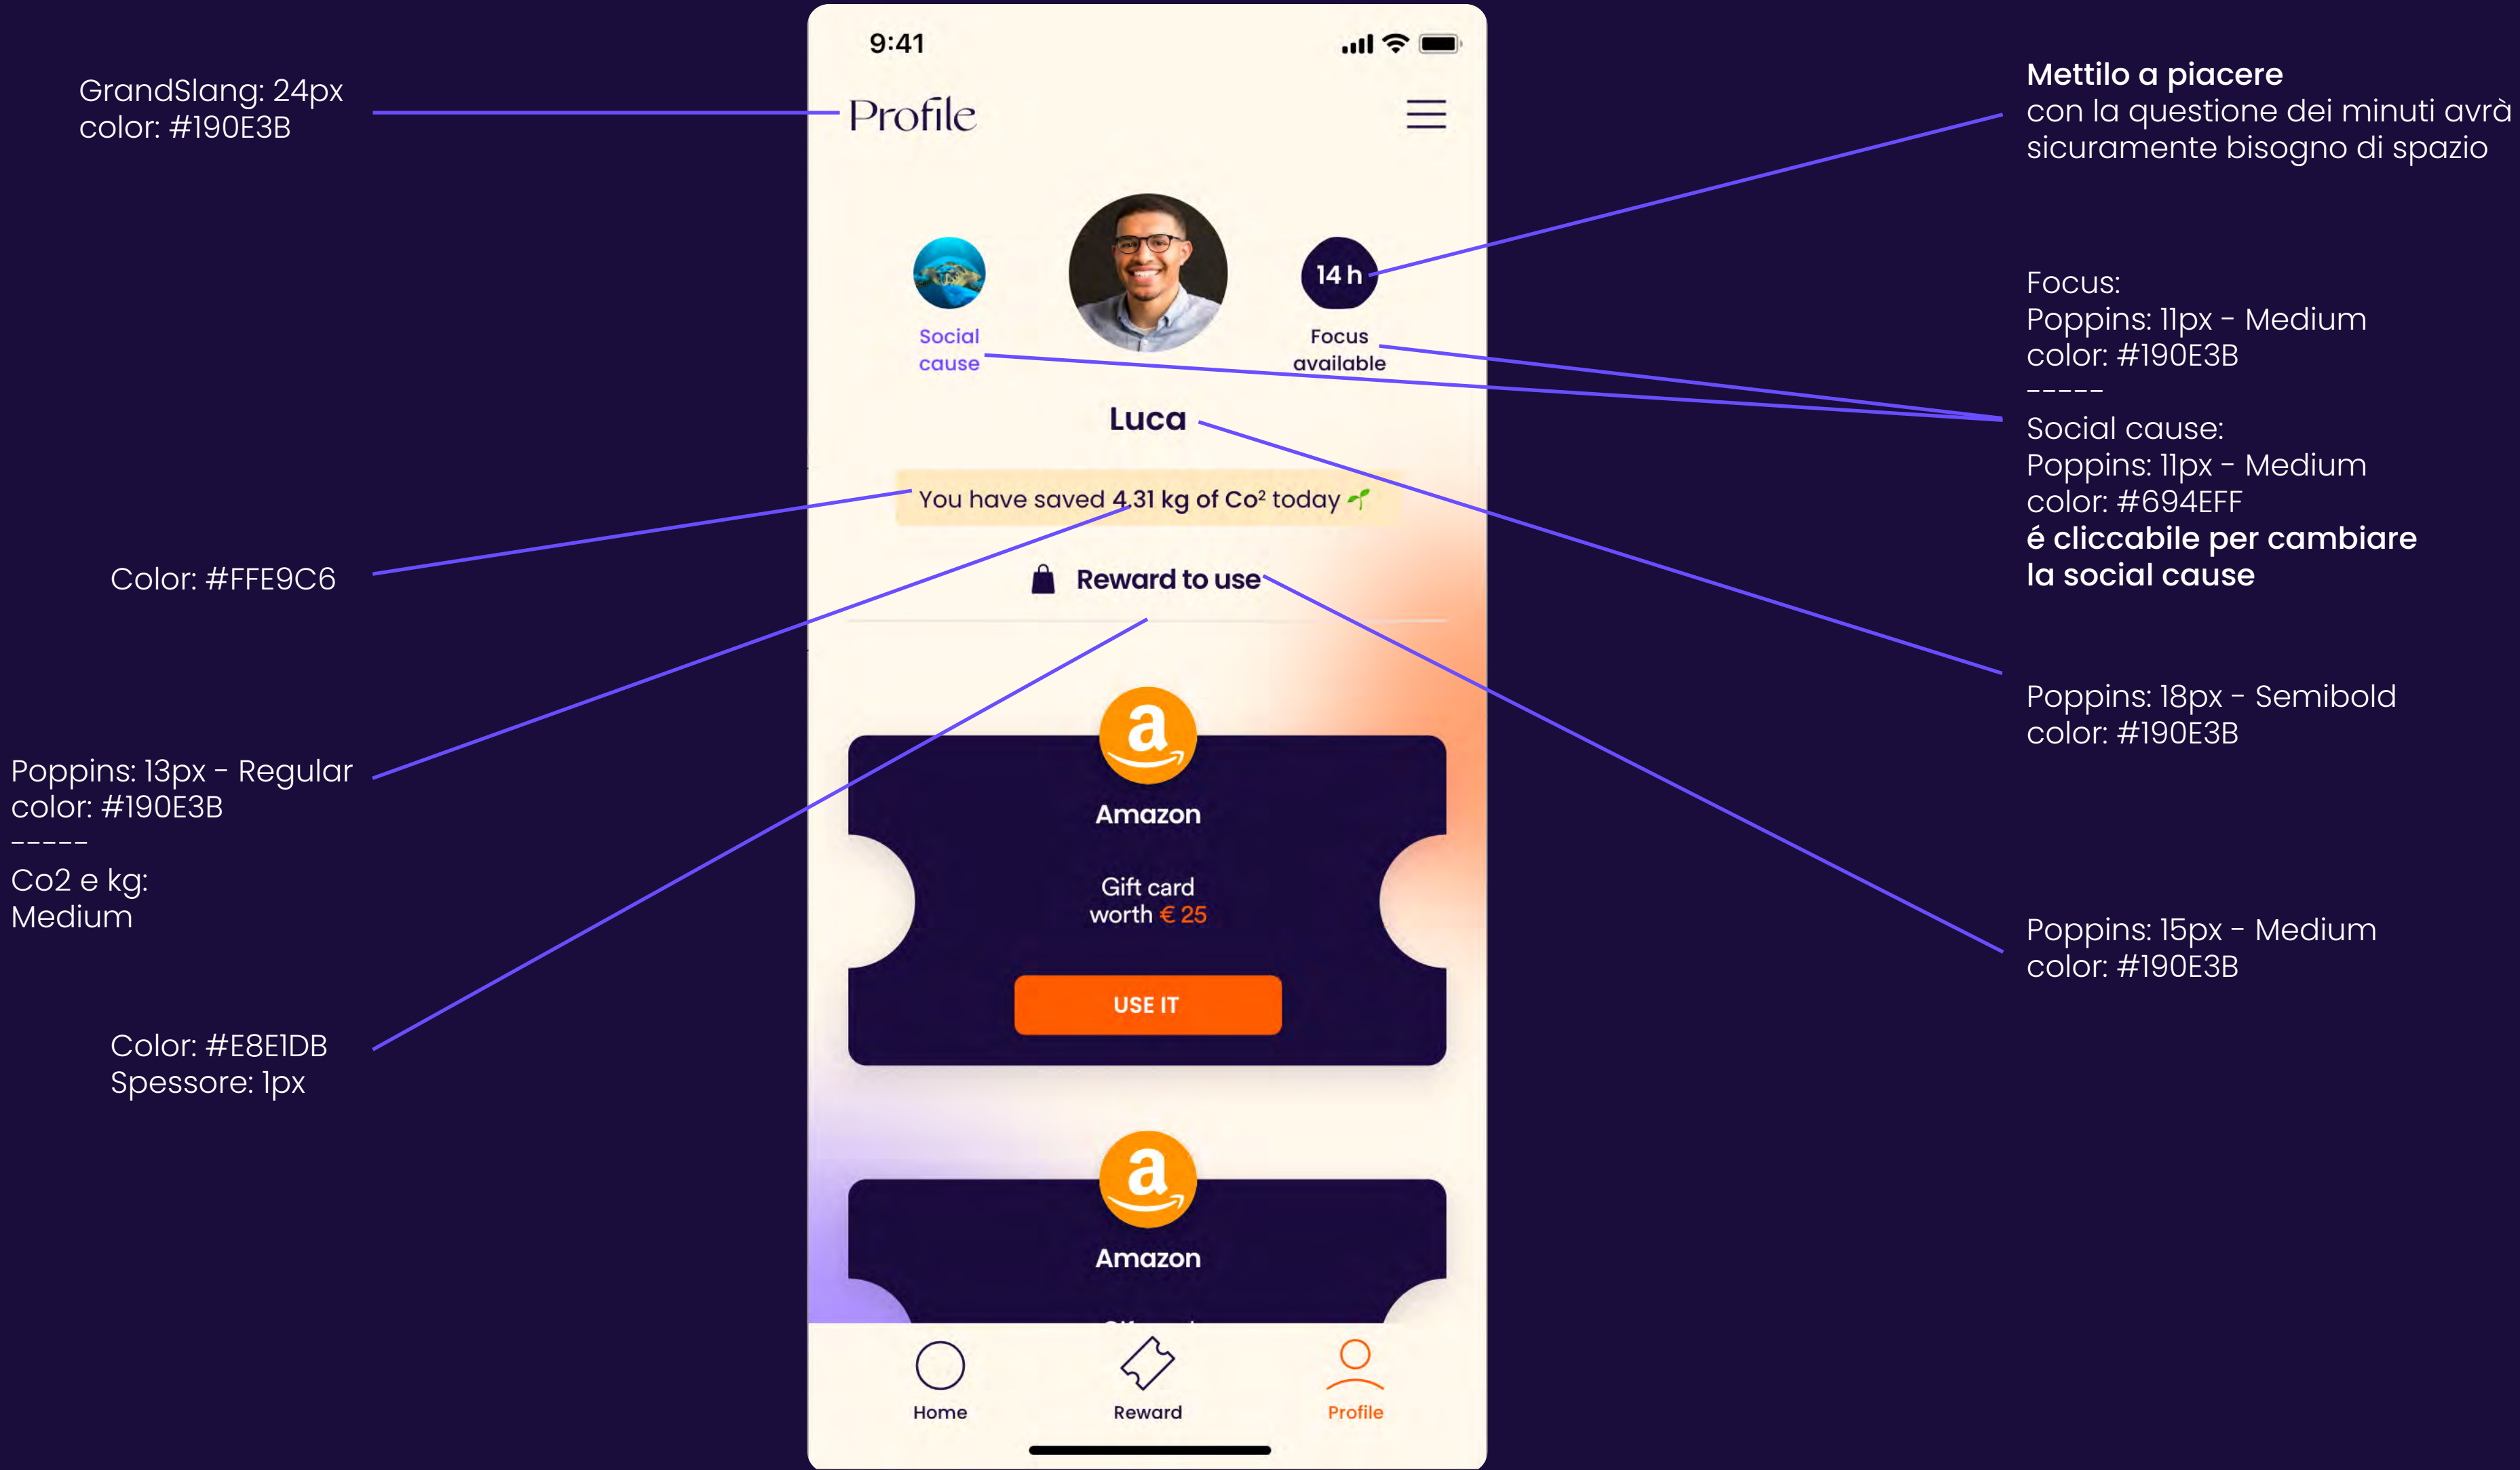 GrandSlang: 24px
color: #190E3B
Color: #FFE9C6
Poppins: 13px - Regular
color: #190E3B
-----
Co2 e kg:
Medium
Color: #E8E1DB
Spessore: 1px
9:41
Profile
14 h
Social
cause
Focus
available
Luca
You have saved 4.31 kg of Co² today 🌱
Reward to use
a
Amazon
Gift card
worth € 25
USE IT
a
Amazon
Home
Reward
Profile
Mettilo a piacere
con la questione dei minuti avrà
sicuramente bisogno di spazio
Focus:
Poppins: 11px - Medium
color: #190E3B
-----
Social cause:
Poppins: 11px - Medium
color: #694EFF
é cliccabile per cambiare
la social cause
Poppins: 18px - Semibold
color: #190E3B
Poppins: 15px - Medium
color: #190E3B